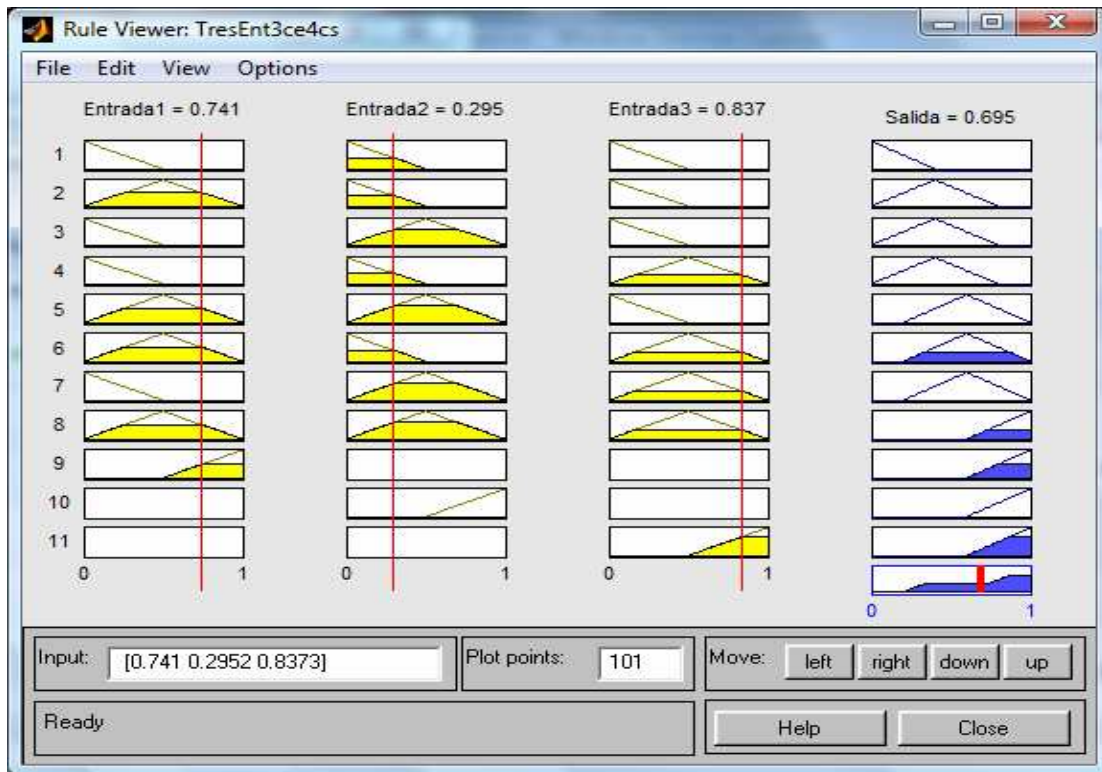 Rule Viewer: TresEnt3ce4cs
File Edit View Options
Entrada1 = 0.741 Entrada2 = 0.295 Entrada3 = 0.837 Salida = 0.695
1
2
3
4
5
6
7
8
9
10
11
0 1 0 1 0 1
0 1
Input: [0.741 0.2952 0.8373] Plot points: 101 Move: left right down up
Ready Help Close